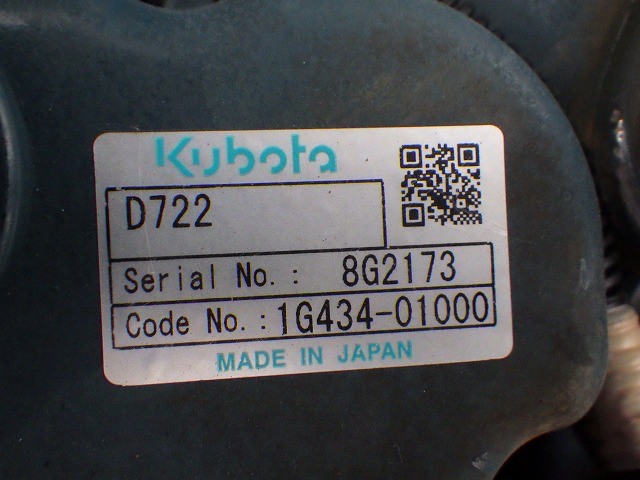 Kubota
D722
Serial No. : 8G2173
Code No. : 1G434-01000
MADE IN JAPAN